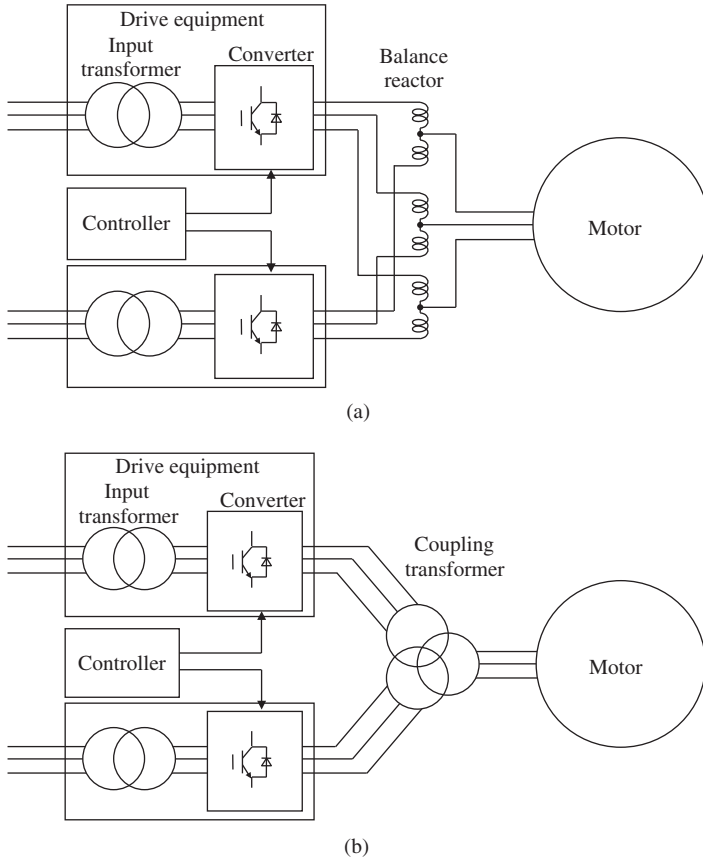 Drive equipment
Input
transformer
Converter
Balance
reactor
Controller
Motor
(a)
Drive equipment
Input
transformer
Converter
Coupling
transformer
Controller
Motor
(b)